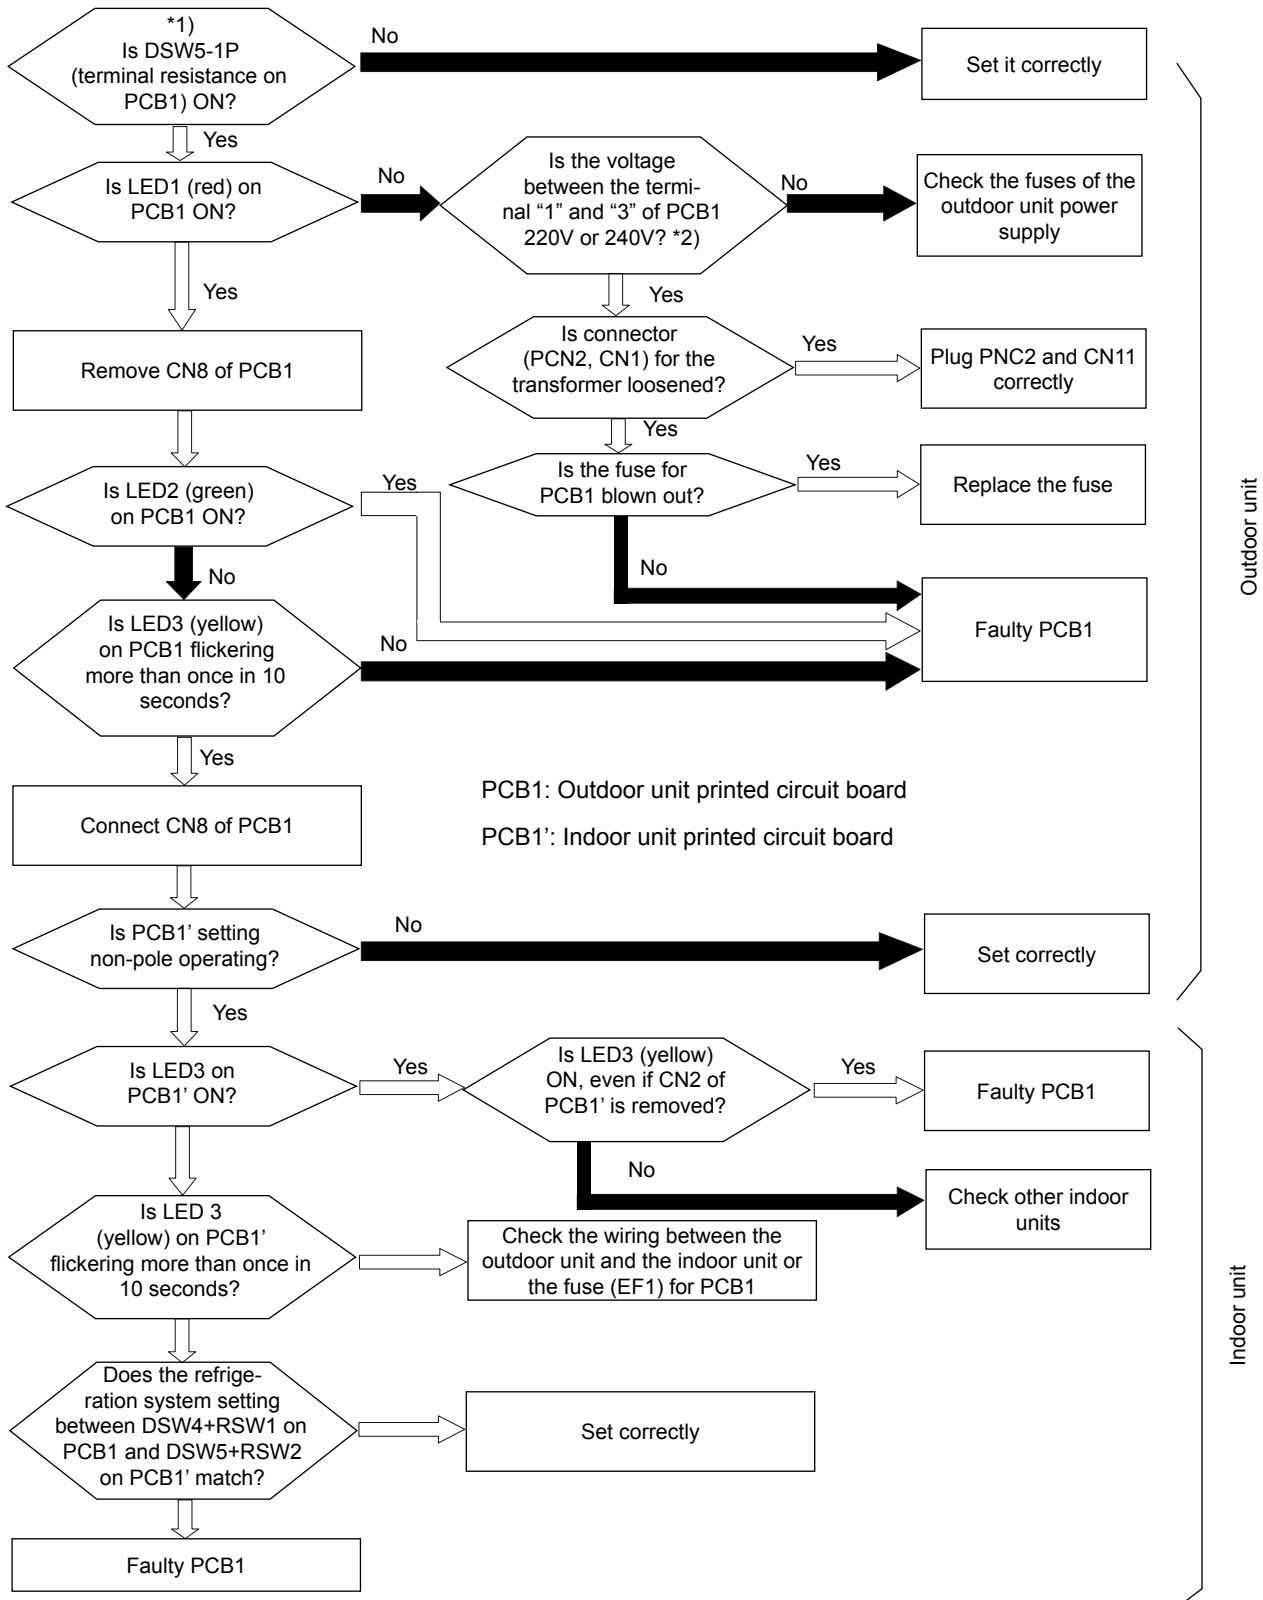 *1)
Is DSW5-1P
(terminal resistance on
PCB1) ON?
No
Set it correctly
Yes
Is LED1 (red) on
PCB1 ON?
No
Is the voltage
between the termi-
nal “1” and “3” of PCB1
220V or 240V? *2)
No
Check the fuses of the
outdoor unit power
supply
Yes
Yes
Remove CN8 of PCB1
Is connector
(PCN2, CN1) for the
transformer loosened?
Yes
Plug PNC2 and CN11
correctly
Yes
Is LED2 (green)
on PCB1 ON?
Yes
Is the fuse for
PCB1 blown out?
Yes
Replace the fuse
No
No
Is LED3 (yellow)
on PCB1 flickering
more than once in 10
seconds?
No
Faulty PCB1
Yes
Connect CN8 of PCB1
PCB1: Outdoor unit printed circuit board
PCB1’: Indoor unit printed circuit board
Is PCB1’ setting
non-pole operating?
No
Set correctly
Yes
Outdoor unit
Is LED3 on
PCB1’ ON?
Yes
Is LED3 (yellow)
ON, even if CN2 of
PCB1’ is removed?
Yes
Faulty PCB1
No
Check other indoor
units
Is LED 3
(yellow) on PCB1’
flickering more than once in
10 seconds?
Check the wiring between the
outdoor unit and the indoor unit or
the fuse (EF1) for PCB1
Does the refrige-
ration system setting
between DSW4+RSW1 on
PCB1 and DSW5+RSW2
on PCB1’ match?
Set correctly
Faulty PCB1
Indoor unit